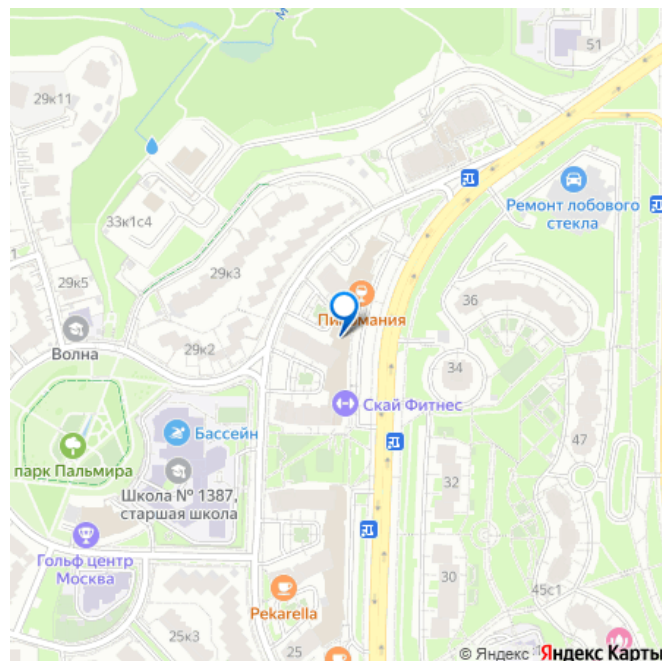 51
29к11
33к1с4
Ремонт лобового
стекла
29к3
29к5
36
Волна
29к2
34
Скай Фитнес
Бассейн
47
парк Пальмира
Школа № 1387,
старшая школа
32
Гольф центр
Москва
30
45с1
Pekarella
25к3
25
© Яндекс Яндекс Карты